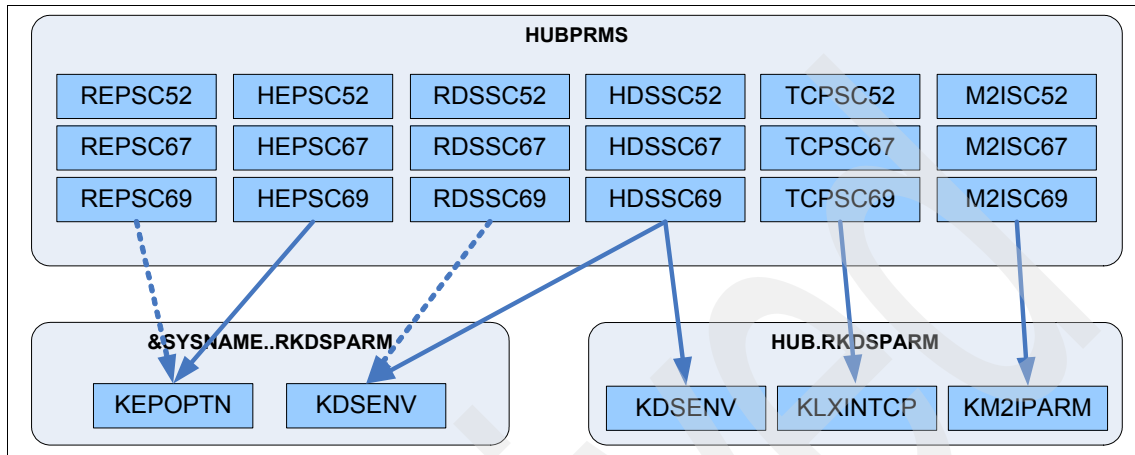 HUBPRMS
REPSC52 HEPSC52 RDSSC52 HDSSC52 TCPSC52 M2ISC52
REPSC67 HEPSC67 RDSSC67 HDSSC67 TCPSC67 M2ISC67
REPSC69 HEPSC69 RDSSC69 HDSSC69 TCPSC69 M2ISC69
&SYSNAME..RKDSPARM
KEPOPTN KDSENV
HUB.RKDSPARM
KDSENV KLXINTCP KM2IPARM